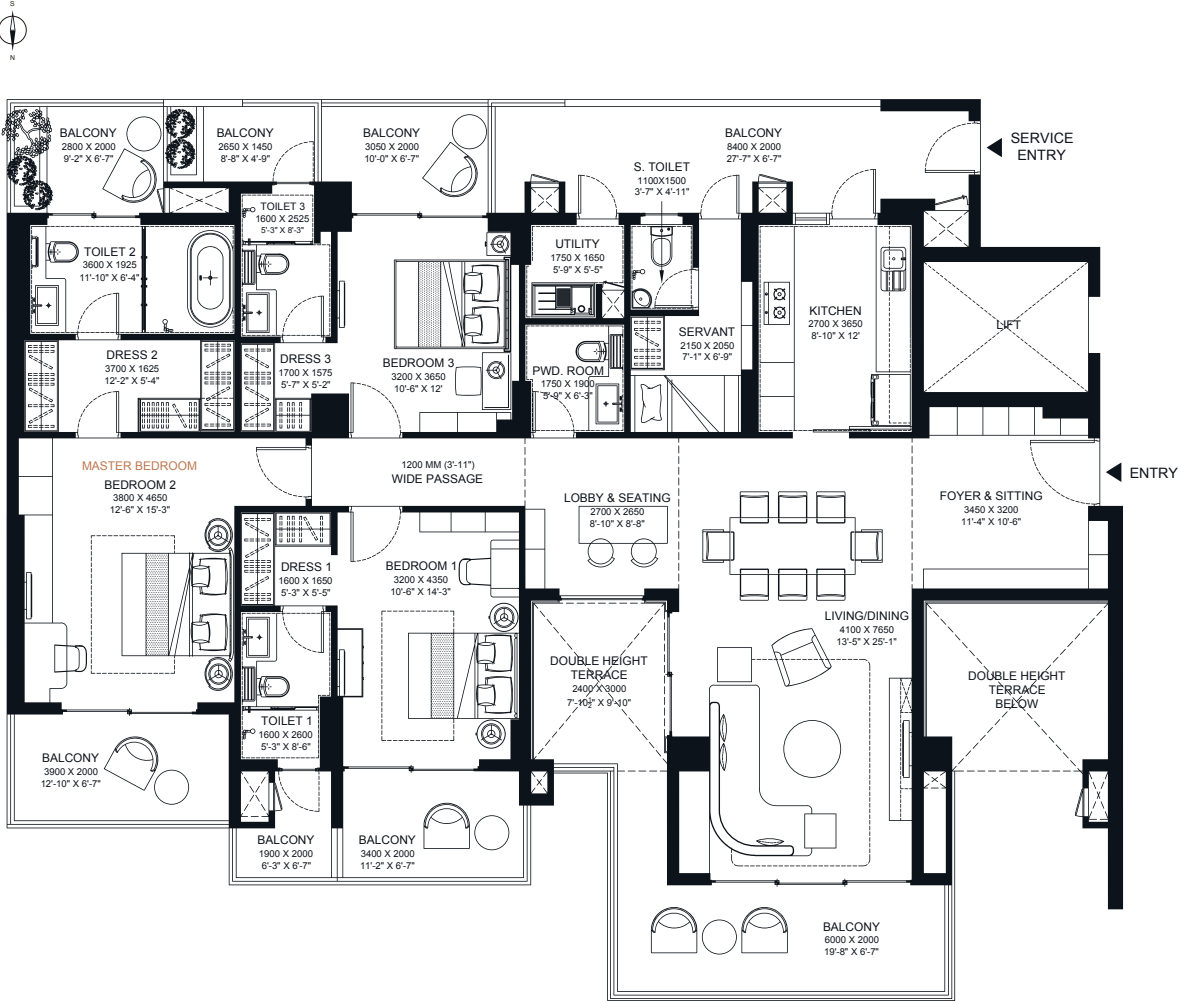 S
N
BALCONY
2800 X 2000
9'-2" X 6'-7"
BALCONY
2650 X 1450
8'-8" X 4'-9"
BALCONY
3050 X 2000
10'-0" X 6'-7"
BALCONY
8400 X 2000
27'-7" X 6'-7"
SERVICE
ENTRY
S. TOILET
1100X1500
3'-7" X 4'-11"
TOILET 3
1600 X 2525
5'-3" X 8'-3"
TOILET 2
3600 X 1925
11'-10" X 6'-4"
UTILITY
1750 X 1650
5'-9" X 5'-5"
KITCHEN
2700 X 3650
8'-10" X 12'
LIFT
SERVANT
2150 X 2050
7'-1" X 6'-9"
DRESS 2
3700 X 1625
12'-2" X 5'-4"
DRESS 3
1700 X 1575
5'-7" X 5'-2"
BEDROOM 3
3200 X 3650
10'-6" X 12'
PWD. ROOM
1750 X 1900
5'-9" X 6'-3"
MASTER BEDROOM
BEDROOM 2
3800 X 4650
12'-6" X 15'-3"
1200 MM (3'-11")
WIDE PASSAGE
ENTRY
LOBBY & SEATING
2700 X 2650
8'-10" X 8'-8"
FOYER & SITTING
3450 X 3200
11'-4" X 10'-6"
DRESS 1
1600 X 1650
5'-3" X 5'-5"
BEDROOM 1
3200 X 4350
10'-6" X 14'-3"
LIVING/DINING
4100 X 7650
13'-5" X 25'-1"
DOUBLE HEIGHT
TERRACE
2400 X 3000
7'-10½" X 9'-10"
DOUBLE HEIGHT
TERRACE
BELOW
TOILET 1
1600 X 2600
5'-3" X 8'-6"
BALCONY
3900 X 2000
12'-10" X 6'-7"
BALCONY
1900 X 2000
6'-3" X 6'-7"
BALCONY
3400 X 2000
11'-2" X 6'-7"
BALCONY
6000 X 2000
19'-8" X 6'-7"